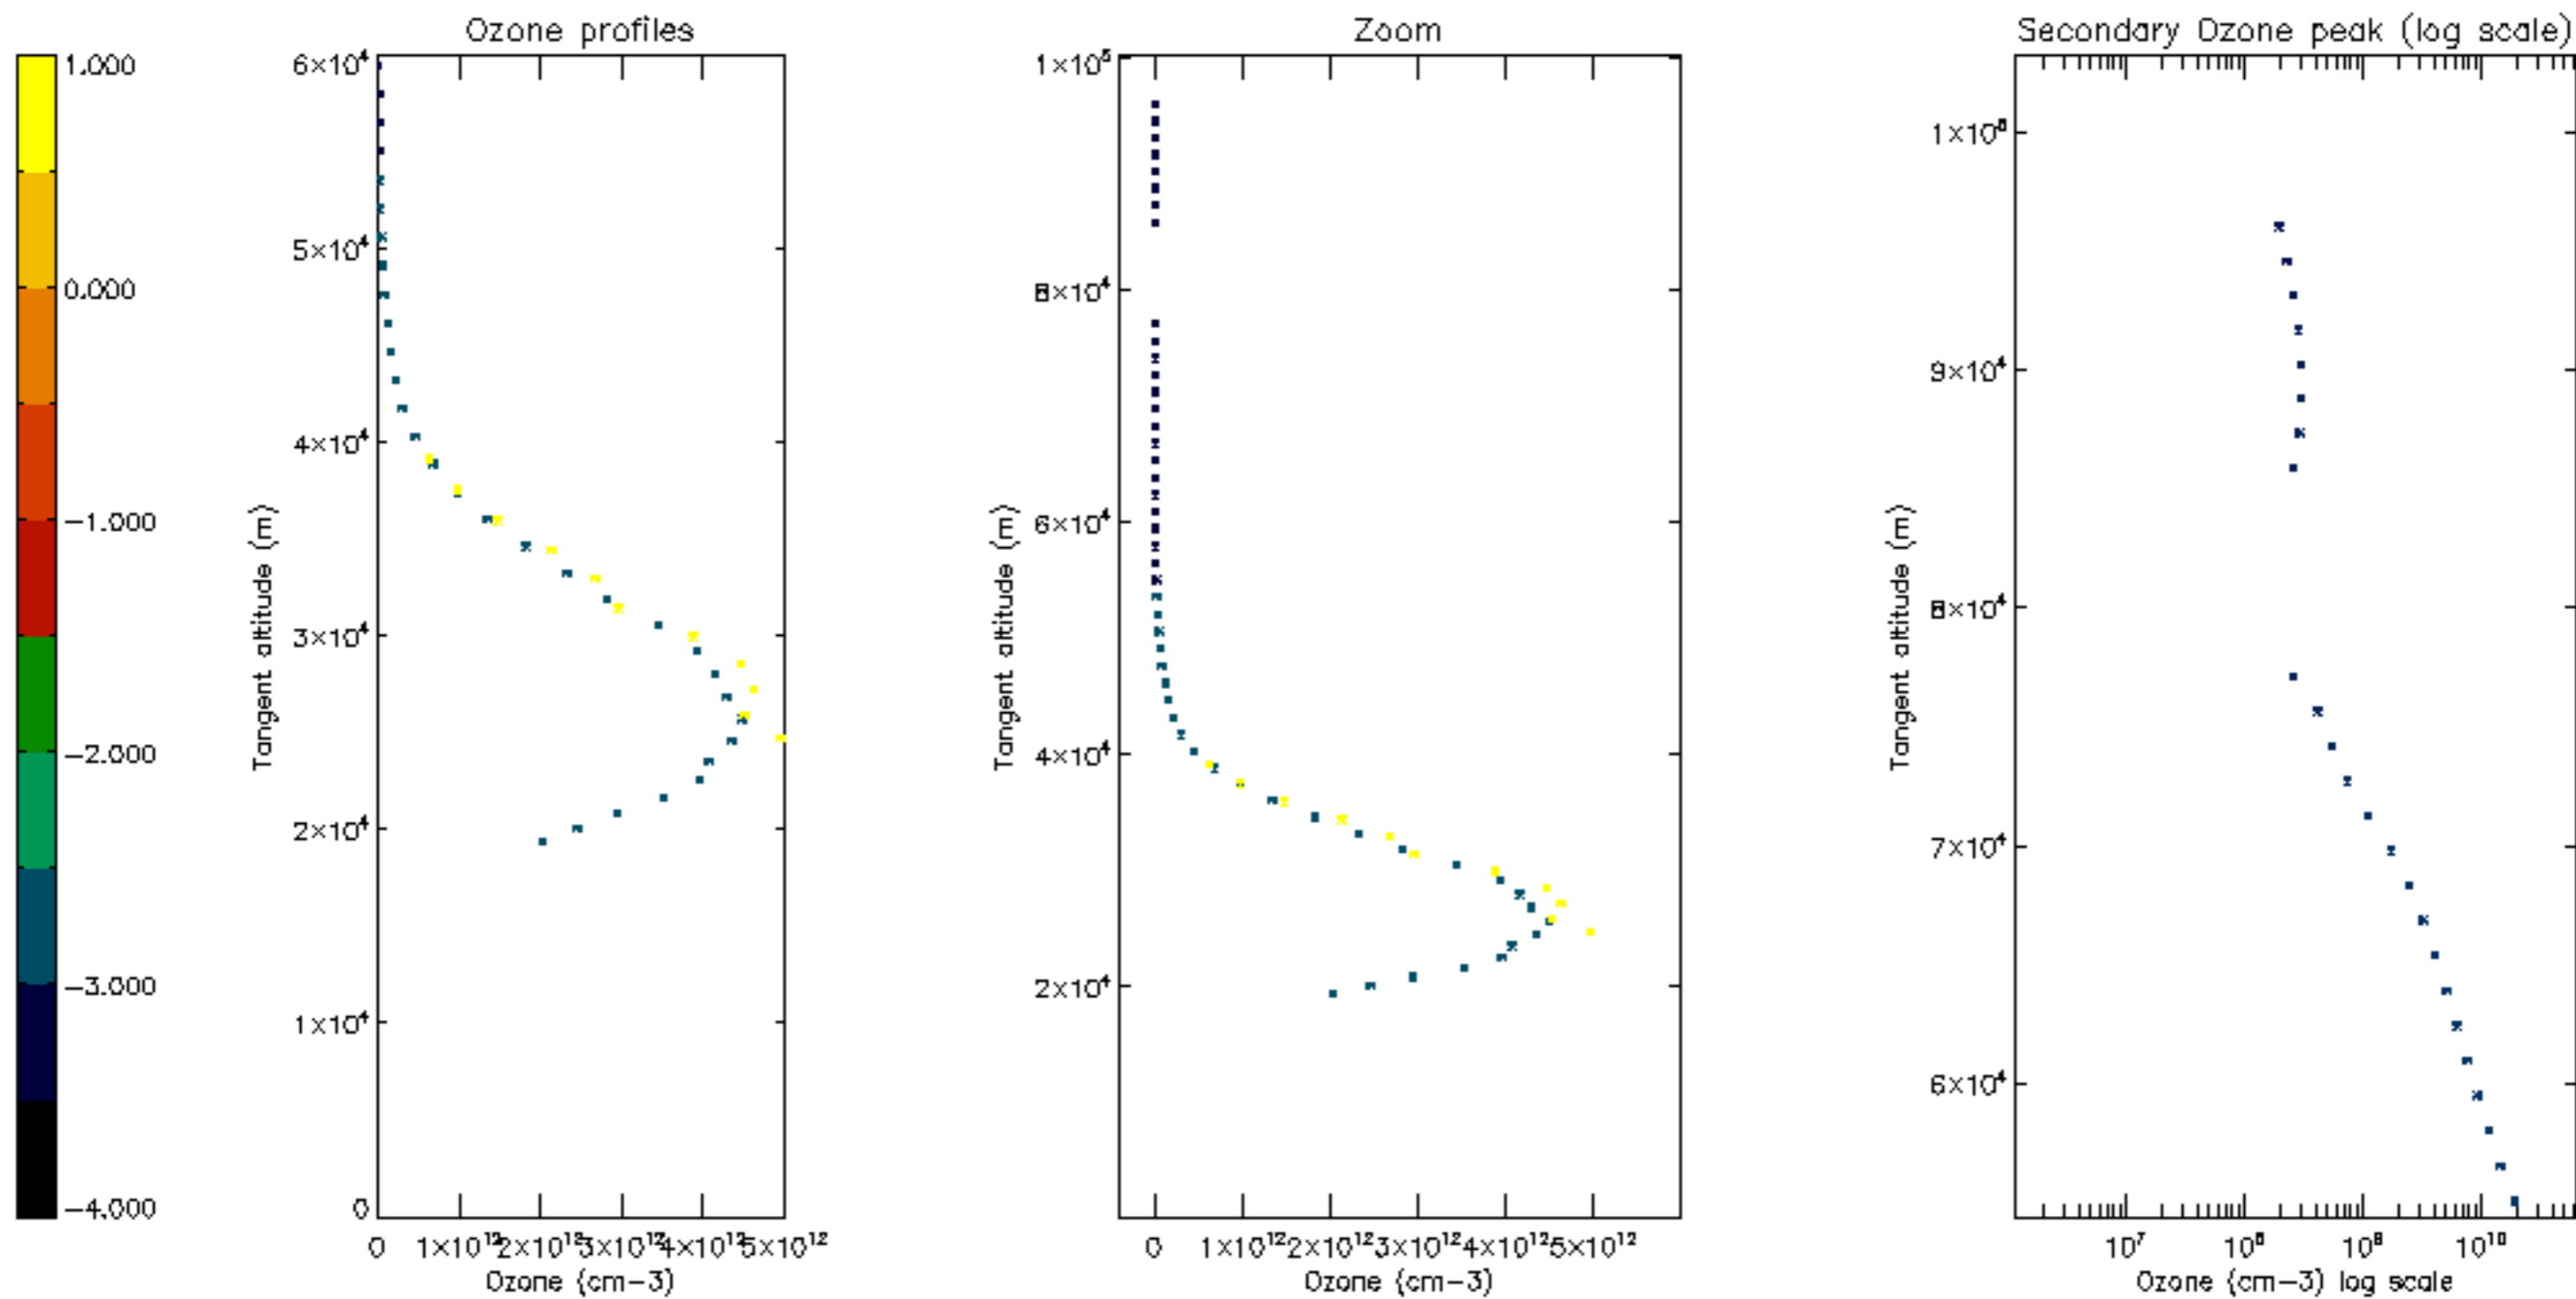 Ozone profiles
Zoom
Secondary Ozone peak (log scale)
1.000
0.000
−1.000
−2.000
−3.000
−4.000
6×10⁴
5×10⁴
4×10⁴
3×10⁴
2×10⁴
1×10⁴
0
Tangent altitude (m)
0 1×10¹² 2×10¹² 3×10¹² 4×10¹² 5×10¹²
Ozone (cm−3)
1×10⁵
8×10⁴
6×10⁴
4×10⁴
2×10⁴
Tangent altitude (m)
0 1×10¹² 2×10¹² 3×10¹² 4×10¹² 5×10¹²
Ozone (cm−3)
9×10⁴
8×10⁴
7×10⁴
6×10⁴
Tangent altitude (m)
10⁷ 10⁸ 10⁹ 10¹⁰
Ozone (cm−3) log scale